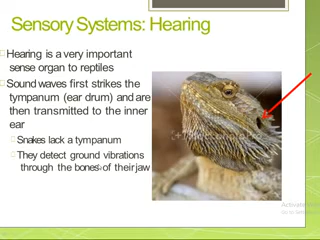 Sensory Systems: Hearing
Hearing is a very important
sense organ to reptiles
Sound waves first strikes the
tympanum (ear drum) and are
then transmitted to the inner
ear
Snakes lack a tympanum
They detect ground vibrations
through the bones of their jaw
Activate